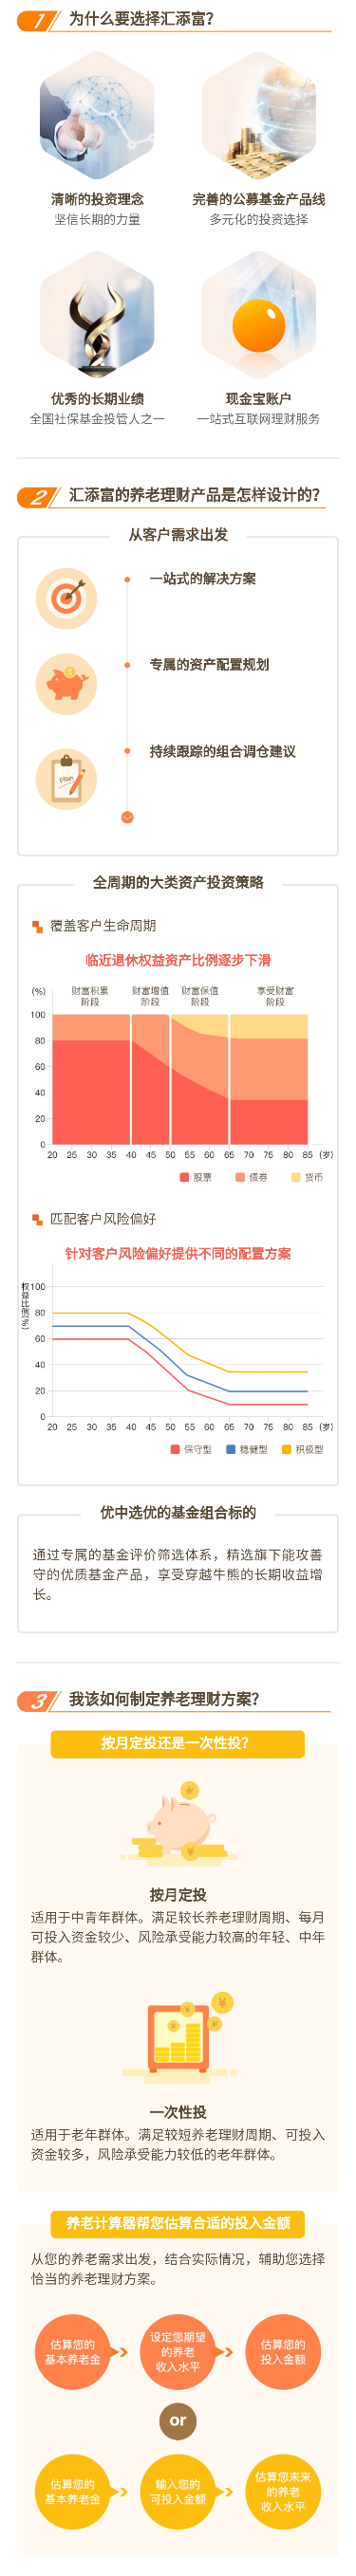 1 为什么要选择汇添富?
清晰的投资理念
坚信长期的力量
完善的公募基金产品线
多元化的投资选择
优秀的长期业绩
全国社保基金投管人之一
现金宝账户
一站式互联网理财服务
2 汇添富的养老理财产品是怎样设计的?
从客户需求出发
一站式的解决方案
专属的资产配置规划
plan
持续跟踪的组合调仓建议
全周期的大类资产投资策略
覆盖客户生命周期
临近退休权益资产比例逐步下滑
(%)
财富积累
阶段
财富增值
阶段
财富保值
阶段
享受财富
阶段
100
80
60
40
20
0
20 25 30 35 40 45 50 55 60 65 70 75 80 85 (岁)
股票 债券 货币
匹配客户风险偏好
针对客户风险偏好提供不同的配置方案
权益比例(%)
100
80
60
40
20
0
20 25 30 35 40 45 50 55 60 65 70 75 80 85 (岁)
保守型 稳健型 积极型
优中选优的基金组合标的
通过专属的基金评价筛选体系，精选旗下能攻善
守的优质基金产品，享受穿越牛熊的长期收益增
长。
3 我该如何制定养老理财方案?
按月定投还是一次性投?
按月定投
适用于中青年群体。满足较长养老理财周期、每月
可投入资金较少、风险承受能力较高的年轻、中年
群体。
一次性投
适用于老年群体。满足较短养老理财周期、可投入
资金较多，风险承受能力较低的老年群体。
养老计算器帮您估算合适的投入金额
从您的养老需求出发，结合实际情况，辅助您选择
恰当的养老理财方案。
估算您的
基本养老金
设定您期望
的养老
收入水平
估算您的
投入金额
or
估算您的
基本养老金
输入您的
可投入金额
估算您未来
的养老
收入水平